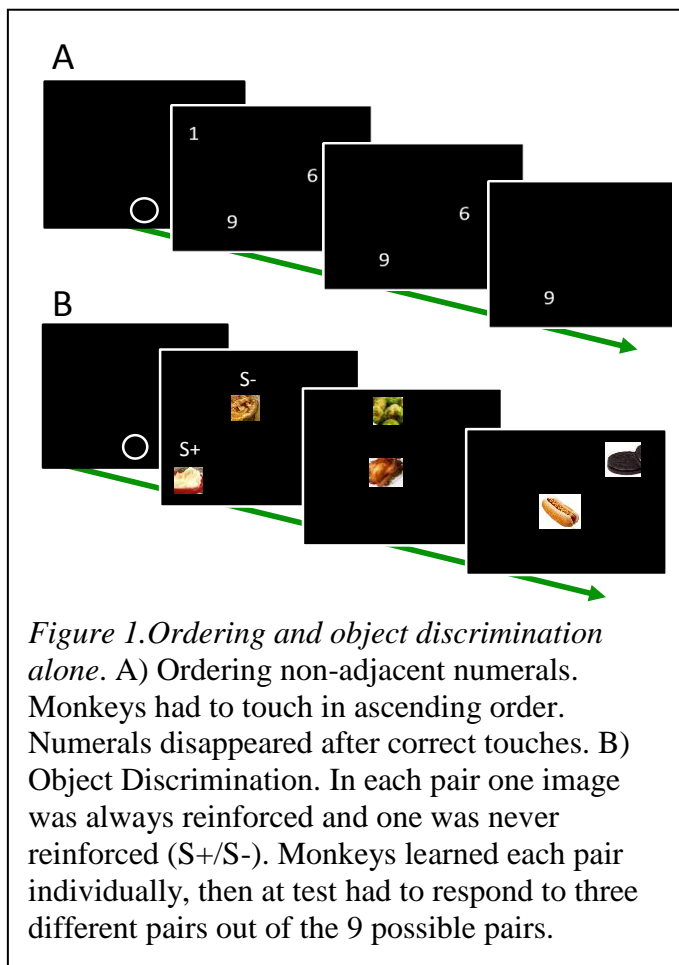 A
1
6
9
6
9
9
B
S-
S+
Figure 1.Ordering and object discrimination
alone. A) Ordering non-adjacent numerals.
Monkeys had to touch in ascending order.
Numerals disappeared after correct touches. B)
Object Discrimination. In each pair one image
was always reinforced and one was never
reinforced (S+/S-). Monkeys learned each pair
individually, then at test had to respond to three
different pairs out of the 9 possible pairs.